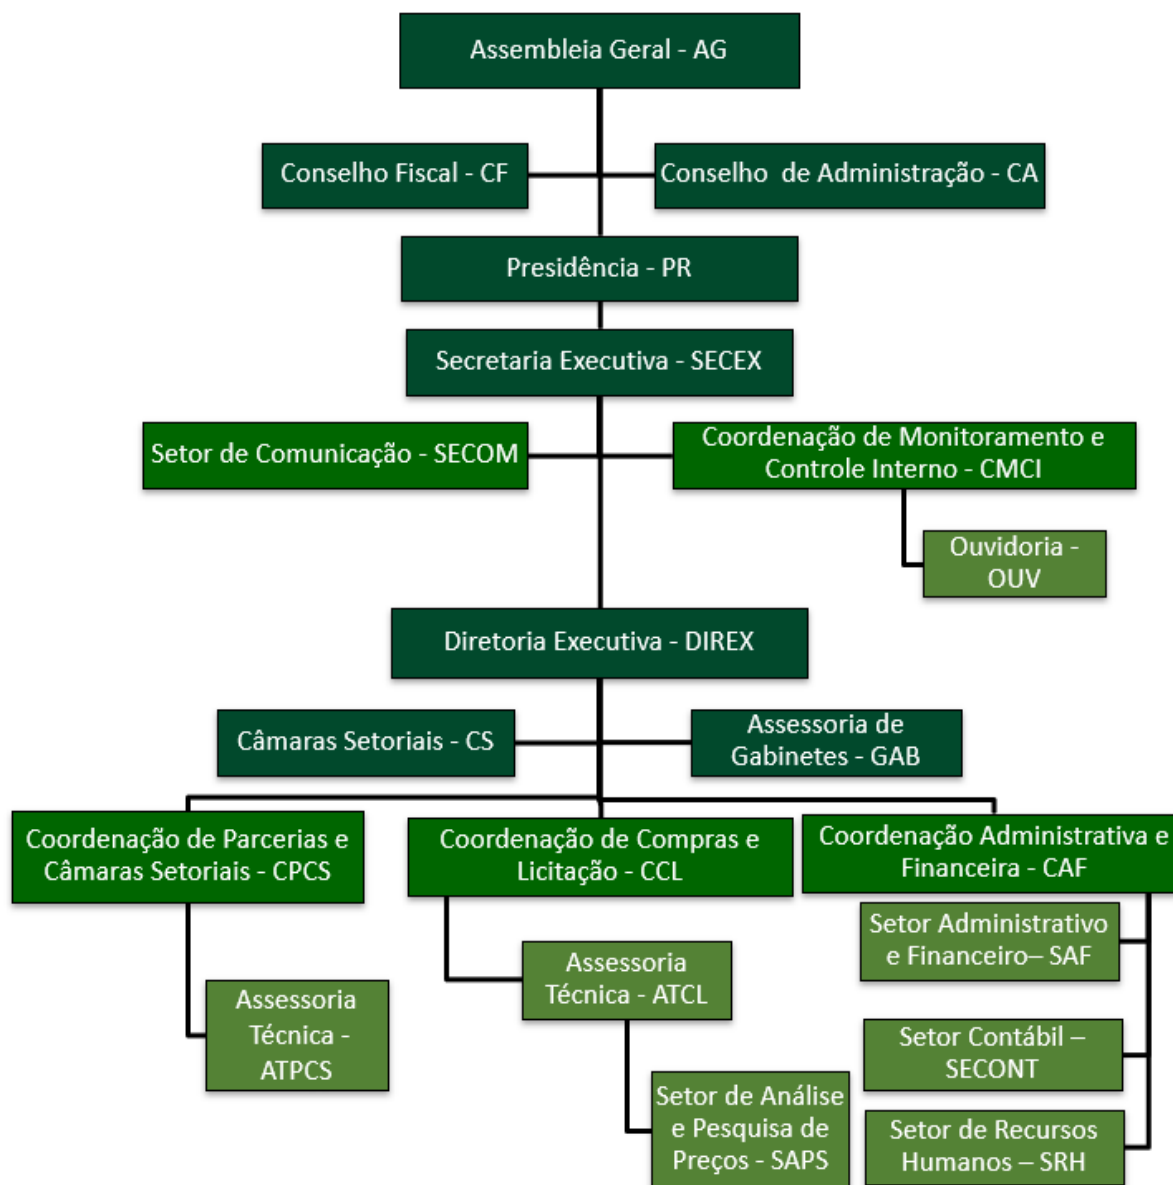 Assembleia Geral - AG
Conselho Fiscal - CF
Conselho  de Administração - CA
Presidência - PR
Secretaria Executiva - SECEX
Setor de Comunicação - SECOM
Coordenação de Monitoramento e
Controle Interno - CMCI
Ouvidoria -
OUV
Diretoria Executiva - DIREX
Câmaras Setoriais - CS
Assessoria de
Gabinetes - GAB
Coordenação de Parcerias e
Câmaras Setoriais - CPCS
Coordenação de Compras e
Licitação - CCL
Coordenação Administrativa e
Financeira - CAF
Assessoria
Técnica -
ATPCS
Assessoria
Técnica - ATCL
Setor de Análise
e Pesquisa de
Preços - SAPS
Setor Administrativo
e Financeiro– SAF
Setor Contábil –
SECONT
Setor de Recursos
Humanos – SRH